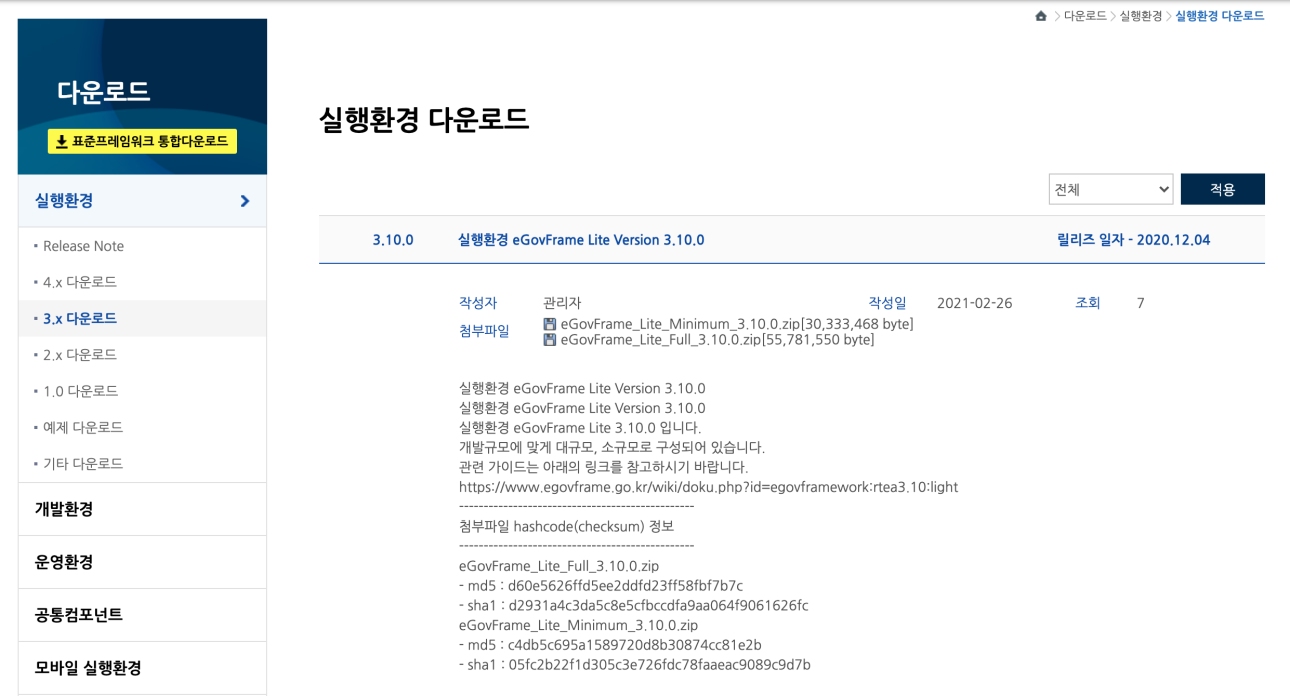 > 다운로드 > 실행환경 > 실행환경 다운로드
다운로드
표준프레임워크 통합다운로드
실행환경
Release Note
4.x 다운로드
3.x 다운로드
2.x 다운로드
1.0 다운로드
예제 다운로드
기타 다운로드
개발환경
운영환경
공통컴포넌트
모바일 실행환경
실행환경 다운로드
전체 적용
3.10.0 실행환경 eGovFrame Lite Version 3.10.0 릴리즈 일자 - 2020.12.04
작성자 관리자 작성일 2021-02-26 조회 7
첨부파일 eGovFrame_Lite_Minimum_3.10.0.zip[30,333,468 byte]
eGovFrame_Lite_Full_3.10.0.zip[55,781,550 byte]
실행환경 eGovFrame Lite Version 3.10.0
실행환경 eGovFrame Lite Version 3.10.0
실행환경 eGovFrame Lite 3.10.0 입니다.
개발규모에 맞게 대규모, 소규모로 구성되어 있습니다.
관련 가이드는 아래의 링크를 참고하시기 바랍니다.
https://www.egovframe.go.kr/wiki/doku.php?id=egovframework:rtea3.10:light
------------------------------------------------
첨부파일 hashcode(checksum) 정보
------------------------------------------------
eGovFrame_Lite_Full_3.10.0.zip
- md5 : d60e5626ffd5ee2ddfd23ff58fbf7b7c
- sha1 : d2931a4c3da5c8e5cfbccdfa9aa064f9061626fc
eGovFrame_Lite_Minimum_3.10.0.zip
- md5 : c4db5c695a1589720d8b30874cc81e2b
- sha1 : 05fc2b22f1d305c3e726fdc78faaeac9089c9d7b